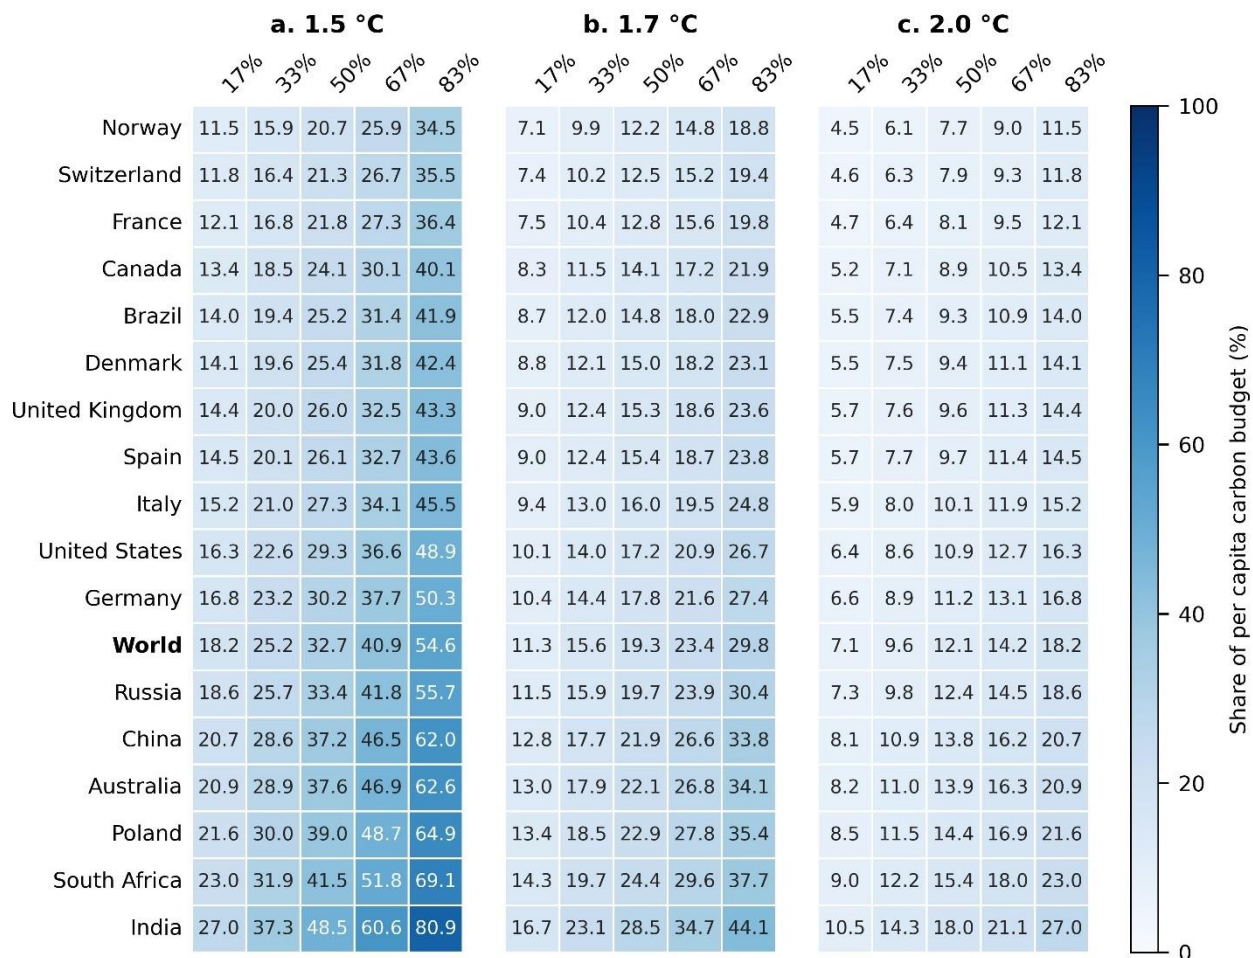 a. 1.5 °C b. 1.7 °C c. 2.0 °C
17% 33% 50% 67% 83% 17% 33% 50% 67% 83% 17% 33% 50% 67% 83%
Norway 11.5 15.9 20.7 25.9 34.5 7.1 9.9 12.2 14.8 18.8 4.5 6.1 7.7 9.0 11.5
Switzerland 11.8 16.4 21.3 26.7 35.5 7.4 10.2 12.5 15.2 19.4 4.6 6.3 7.9 9.3 11.8
France 12.1 16.8 21.8 27.3 36.4 7.5 10.4 12.8 15.6 19.8 4.7 6.4 8.1 9.5 12.1
Canada 13.4 18.5 24.1 30.1 40.1 8.3 11.5 14.1 17.2 21.9 5.2 7.1 8.9 10.5 13.4
Brazil 14.0 19.4 25.2 31.4 41.9 8.7 12.0 14.8 18.0 22.9 5.5 7.4 9.3 10.9 14.0
Denmark 14.1 19.6 25.4 31.8 42.4 8.8 12.1 15.0 18.2 23.1 5.5 7.5 9.4 11.1 14.1
United Kingdom 14.4 20.0 26.0 32.5 43.3 9.0 12.4 15.3 18.6 23.6 5.7 7.6 9.6 11.3 14.4
Spain 14.5 20.1 26.1 32.7 43.6 9.0 12.4 15.4 18.7 23.8 5.7 7.7 9.7 11.4 14.5
Italy 15.2 21.0 27.3 34.1 45.5 9.4 13.0 16.0 19.5 24.8 5.9 8.0 10.1 11.9 15.2
United States 16.3 22.6 29.3 36.6 48.9 10.1 14.0 17.2 20.9 26.7 6.4 8.6 10.9 12.7 16.3
Germany 16.8 23.2 30.2 37.7 50.3 10.4 14.4 17.8 21.6 27.4 6.6 8.9 11.2 13.1 16.8
World 18.2 25.2 32.7 40.9 54.6 11.3 15.6 19.3 23.4 29.8 7.1 9.6 12.1 14.2 18.2
Russia 18.6 25.7 33.4 41.8 55.7 11.5 15.9 19.7 23.9 30.4 7.3 9.8 12.4 14.5 18.6
China 20.7 28.6 37.2 46.5 62.0 12.8 17.7 21.9 26.6 33.8 8.1 10.9 13.8 16.2 20.7
Australia 20.9 28.9 37.6 46.9 62.6 13.0 17.9 22.1 26.8 34.1 8.2 11.0 13.9 16.3 20.9
Poland 21.6 30.0 39.0 48.7 64.9 13.4 18.5 22.9 27.8 35.4 8.5 11.5 14.4 16.9 21.6
South Africa 23.0 31.9 41.5 51.8 69.1 14.3 19.7 24.4 29.6 37.7 9.0 12.2 15.4 18.0 23.0
India 27.0 37.3 48.5 60.6 80.9 16.7 23.1 28.5 34.7 44.1 10.5 14.3 18.0 21.1 27.0
100
80
60
40
20
0
Share of per capita carbon budget (%)